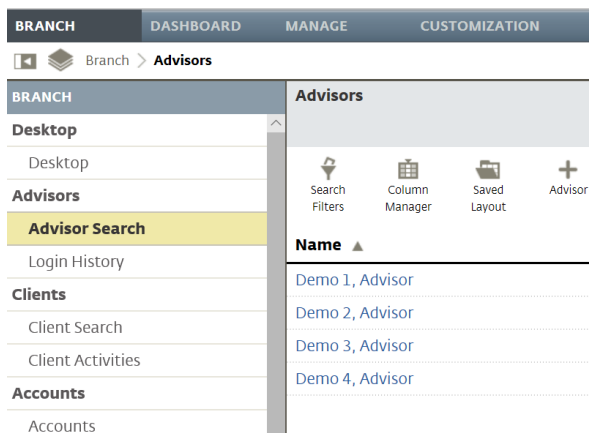 BRANCH DASHBOARD MANAGE CUSTOMIZATION
Branch Advisors
BRANCH
Desktop
Desktop
Advisors
Advisor Search
Login History
Clients
Client Search
Client Activities
Accounts
Accounts
Advisors
Search Filters
Column Manager
Saved Layout
Advisor
Name
Demo 1, Advisor
Demo 2, Advisor
Demo 3, Advisor
Demo 4, Advisor